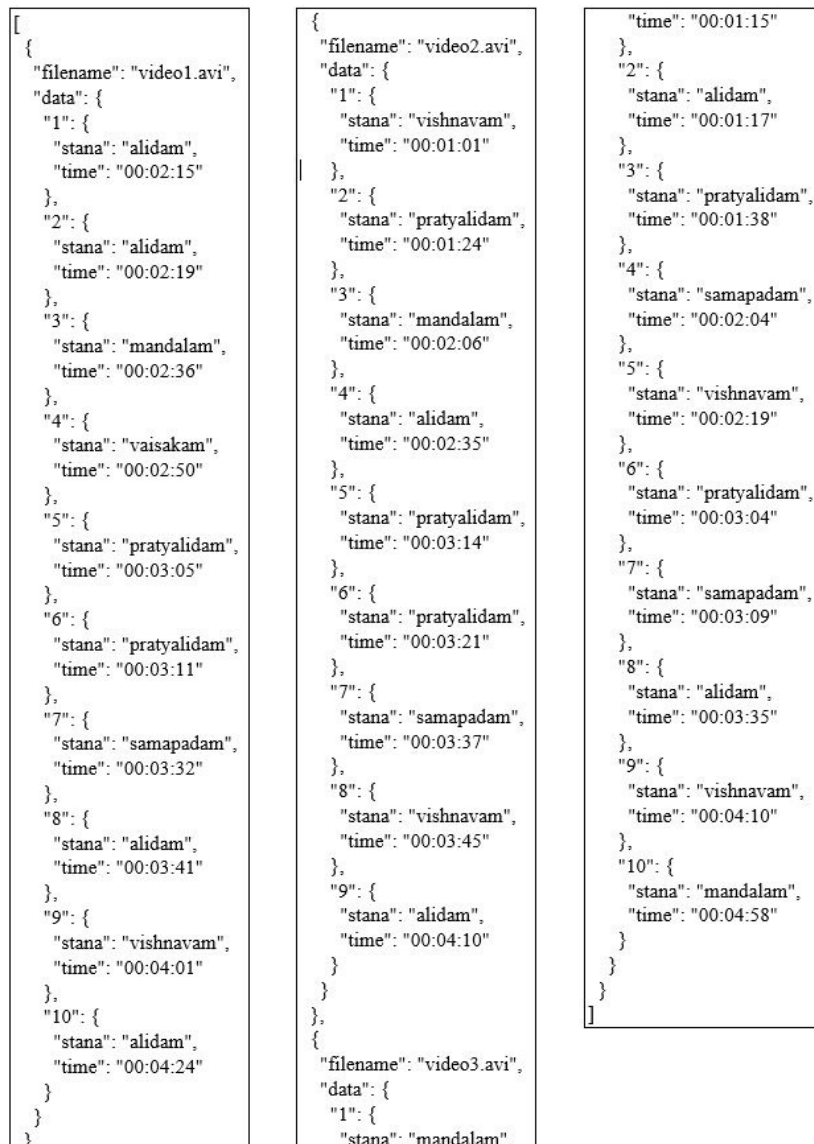 [
{
"filename": "video1.avi",
"data": {
"1": {
"stana": "alidam",
"time": "00:02:15"
},
"2": {
"stana": "alidam",
"time": "00:02:19"
},
"3": {
"stana": "mandalam",
"time": "00:02:36"
},
"4": {
"stana": "vaisakam",
"time": "00:02:50"
},
"5": {
"stana": "pratyalidam",
"time": "00:03:05"
},
"6": {
"stana": "pratyalidam",
"time": "00:03:11"
},
"7": {
"stana": "samapadam",
"time": "00:03:32"
},
"8": {
"stana": "alidam",
"time": "00:03:41"
},
"9": {
"stana": "vishnavam",
"time": "00:04:01"
},
"10": {
"stana": "alidam",
"time": "00:04:24"
}
}
}
{
"filename": "video2.avi",
"data": {
"1": {
"stana": "vishnavam",
"time": "00:01:01"
},
"2": {
"stana": "pratyalidam",
"time": "00:01:24"
},
"3": {
"stana": "mandalam",
"time": "00:02:06"
},
"4": {
"stana": "alidam",
"time": "00:02:35"
},
"5": {
"stana": "pratyalidam",
"time": "00:03:14"
},
"6": {
"stana": "pratyalidam",
"time": "00:03:21"
},
"7": {
"stana": "samapadam",
"time": "00:03:37"
},
"8": {
"stana": "vishnavam",
"time": "00:03:45"
},
"9": {
"stana": "alidam",
"time": "00:04:10"
}
}
},
{
"filename": "video3.avi",
"data": {
"1": {
"stana": "mandalam"
"time": "00:01:15"
},
"2": {
"stana": "alidam",
"time": "00:01:17"
},
"3": {
"stana": "pratyalidam",
"time": "00:01:38"
},
"4": {
"stana": "samapadam",
"time": "00:02:04"
},
"5": {
"stana": "vishnavam",
"time": "00:02:19"
},
"6": {
"stana": "pratyalidam",
"time": "00:03:04"
},
"7": {
"stana": "samapadam",
"time": "00:03:09"
},
"8": {
"stana": "alidam",
"time": "00:03:35"
},
"9": {
"stana": "vishnavam",
"time": "00:04:10"
},
"10": {
"stana": "mandalam",
"time": "00:04:58"
}
}
}
]